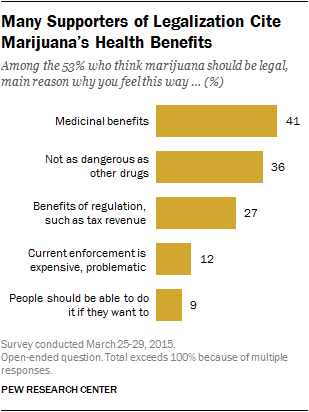 Many Supporters of Legalization Cite
Marijuana's Health Benefits
Among the 53% who think marijuana should be legal,
main reason why you feel this way ... (%)
Medicinal benefits
41
Not as dangerous as
other drugs
36
Benefits of regulation,
such as tax revenue
27
Current enforcement is
expensive, problematic
12
People should be able to do
it if they want to
9
Survey conducted March 25-29, 2015.
Open-ended question. Total exceeds 100% because of multiple
responses.
PEW RESEARCH CENTER